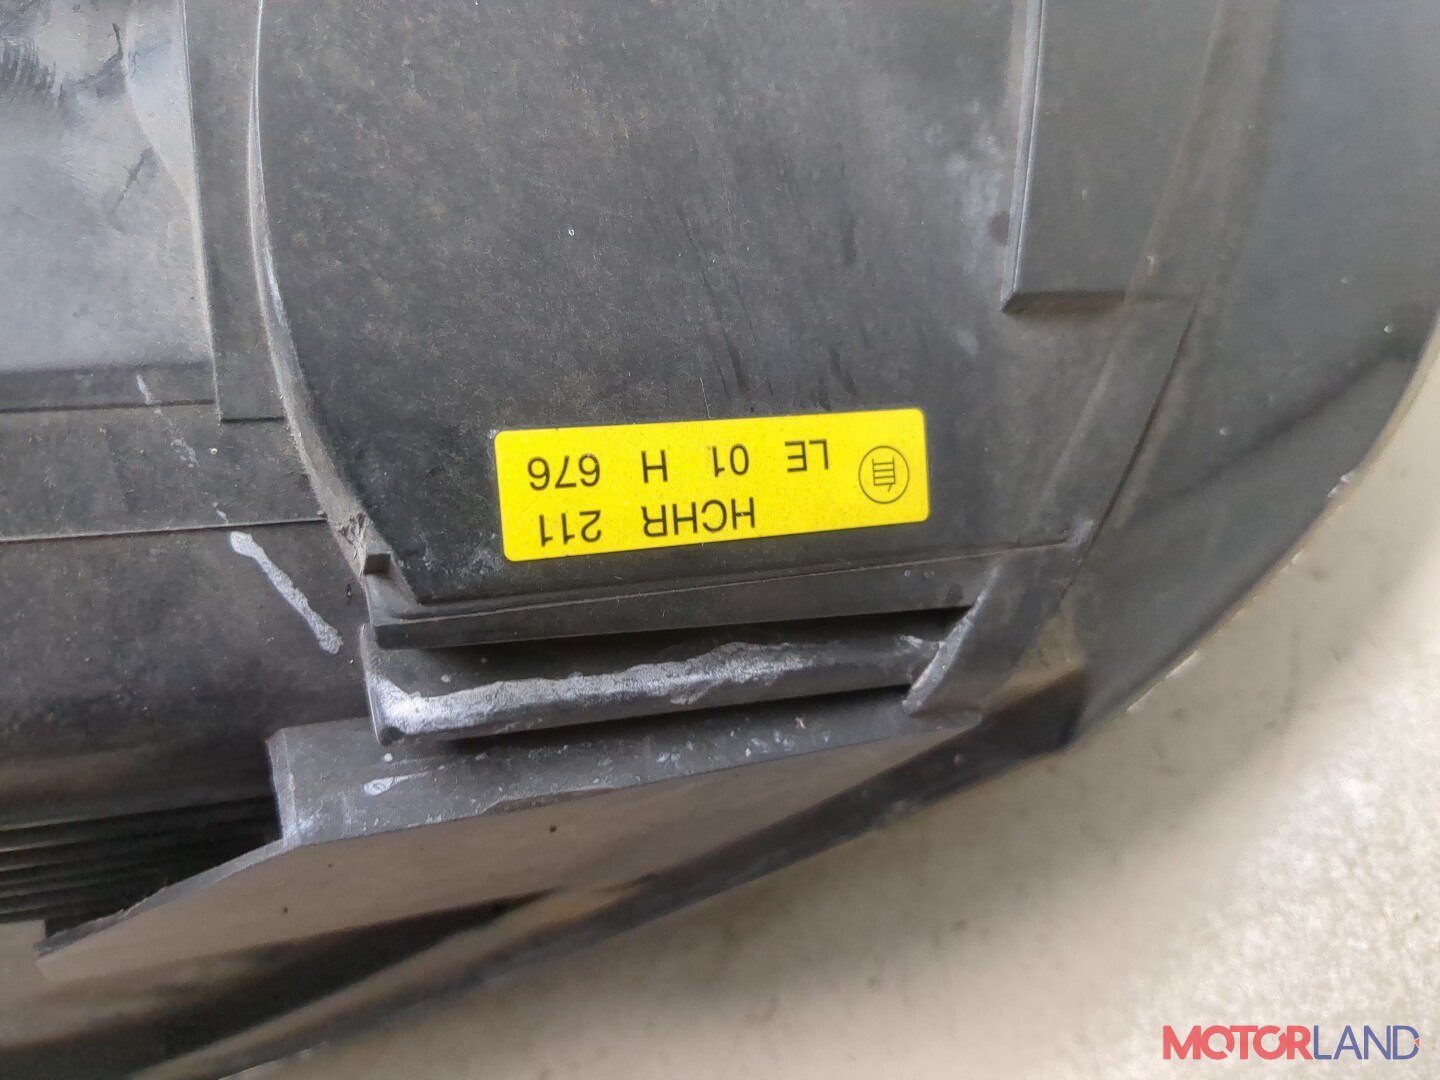 HCHR 211
LE 01 H 676
MOTORLAND